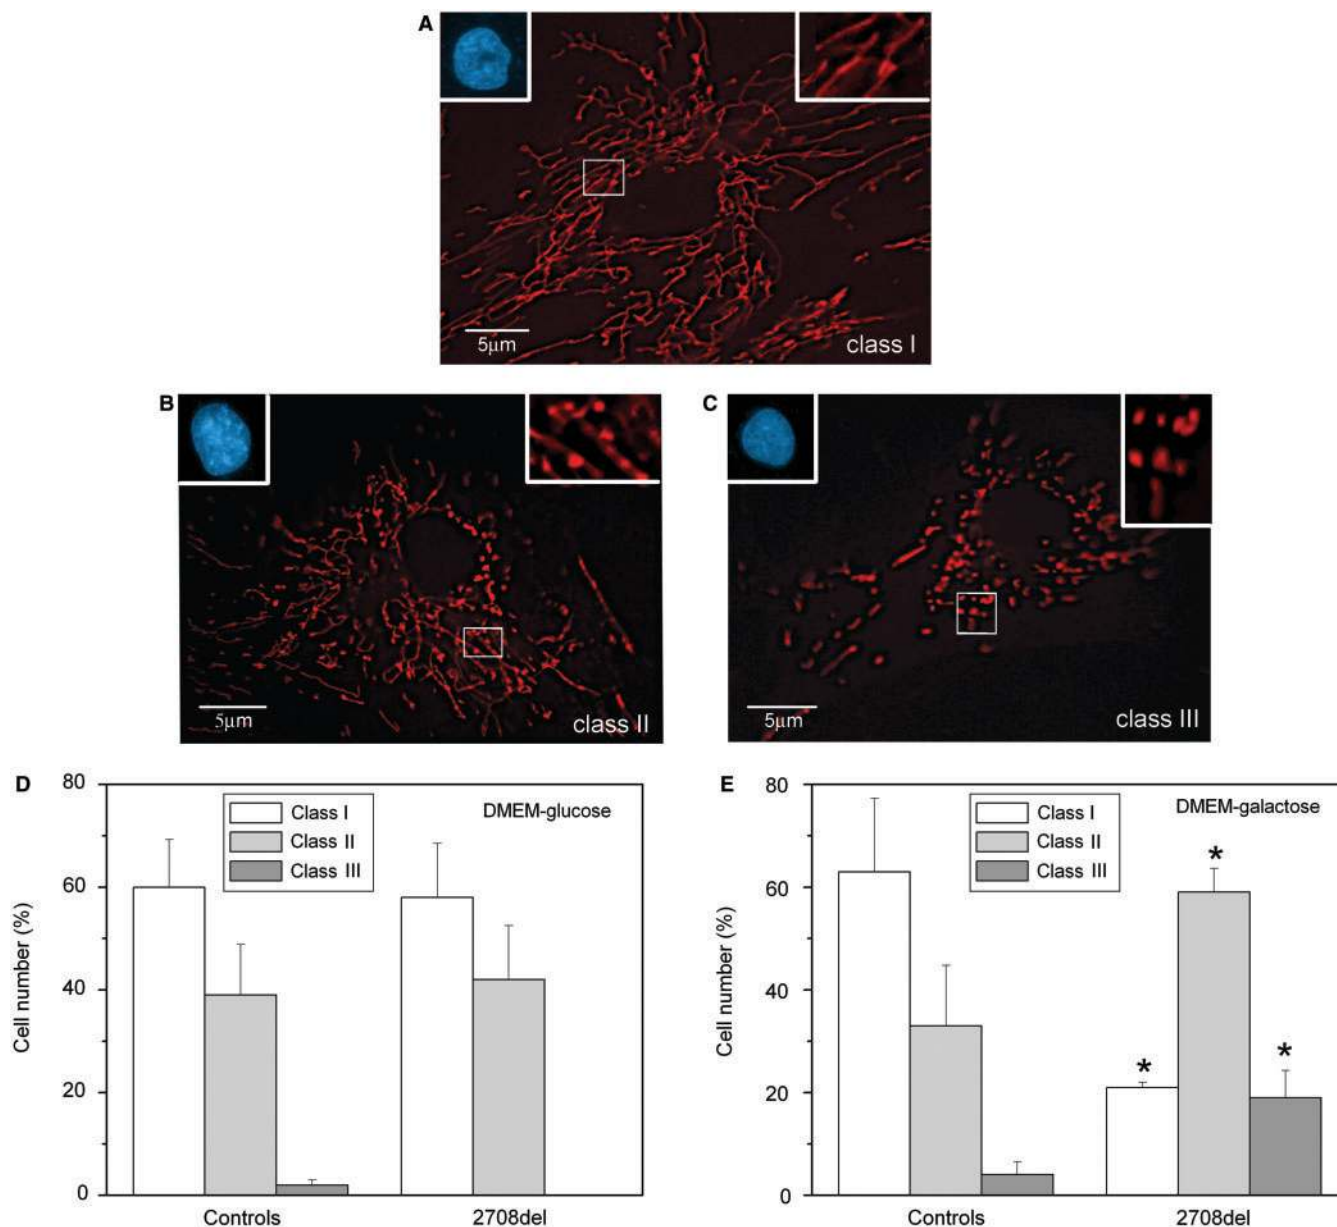 A
5µm
class I
B
5µm
class II
C
5µm
class III
D
80
60
40
20
0
Cell number (%)
Class I
Class II
Class III
DMEM-glucose
Controls
2708del
E
80
60
40
20
0
Cell number (%)
Class I
Class II
Class III
DMEM-galactose
*
*
*
Controls
2708del